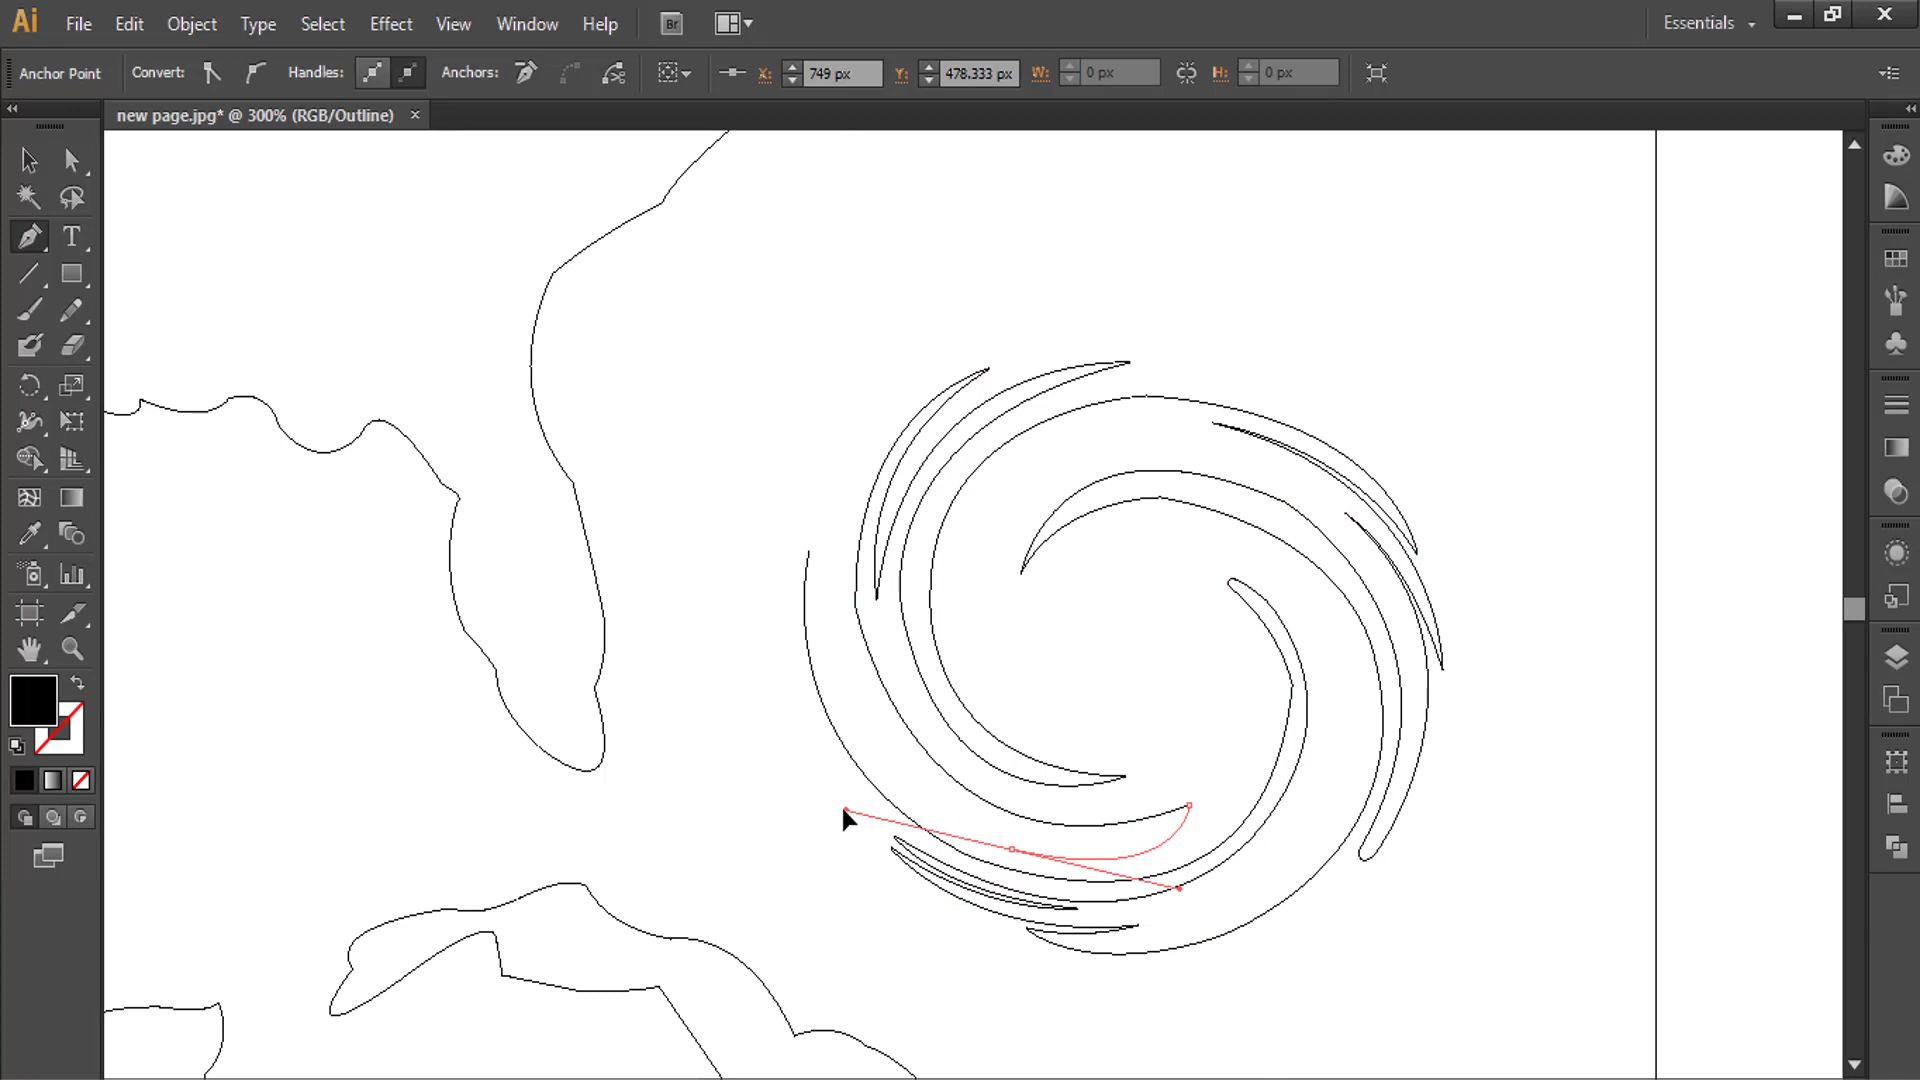 Ai File Edit Object Type Select Effect View Window Help Br Essentials
Anchor Point Convert: Handles: Anchors: X: 749 px Y: 478.333 px W: 0 px H: 0 px
new page.jpg* @ 300% (RGB/Outline) ×
T